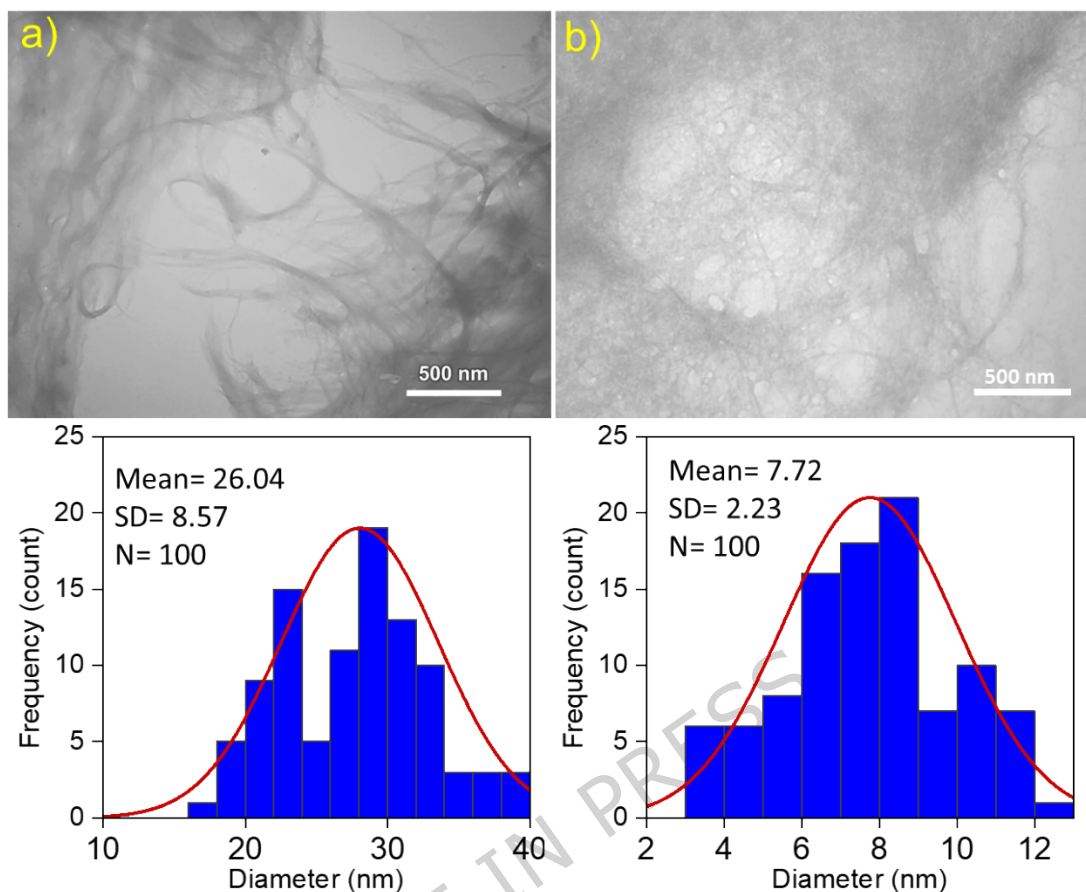 a)
500 nm
b)
500 nm
25
20
15
10
5
0
Frequency (count)
Mean= 26.04
SD= 8.57
N= 100
10
20
30
40
Diameter (nm)
25
20
15
10
5
0
Frequency (count)
Mean= 7.72
SD= 2.23
N= 100
2
4
6
8
10
12
Diameter (nm)
IN PRESS